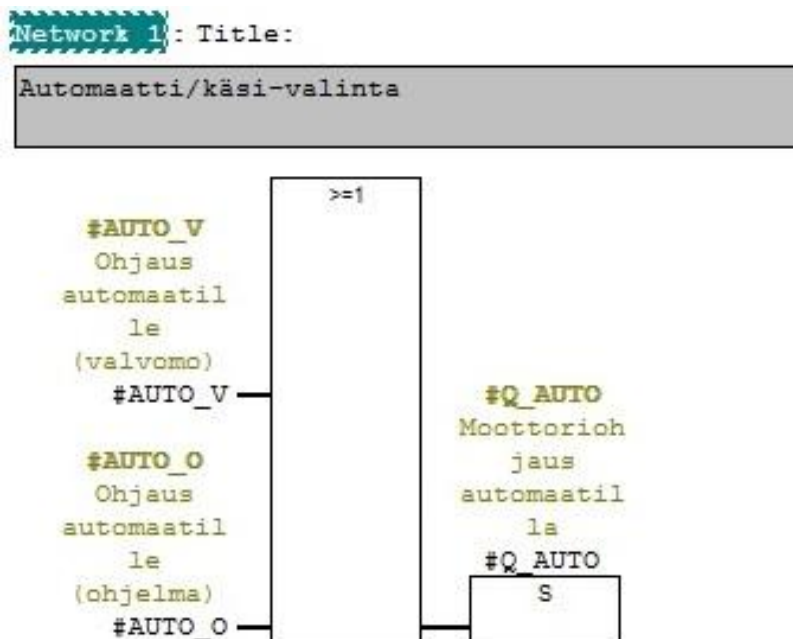 Network 1: Title:
Automaatti/käsi-valinta
>=1
#AUTO_V
Ohjaus
automaatil
le
(valvomo)
#AUTO_V
#AUTO_O
Ohjaus
automaatil
le
(ohjelma)
#AUTO_O
#Q_AUTO
Moottorioh
jaus
automaatil
la
#Q_AUTO
S